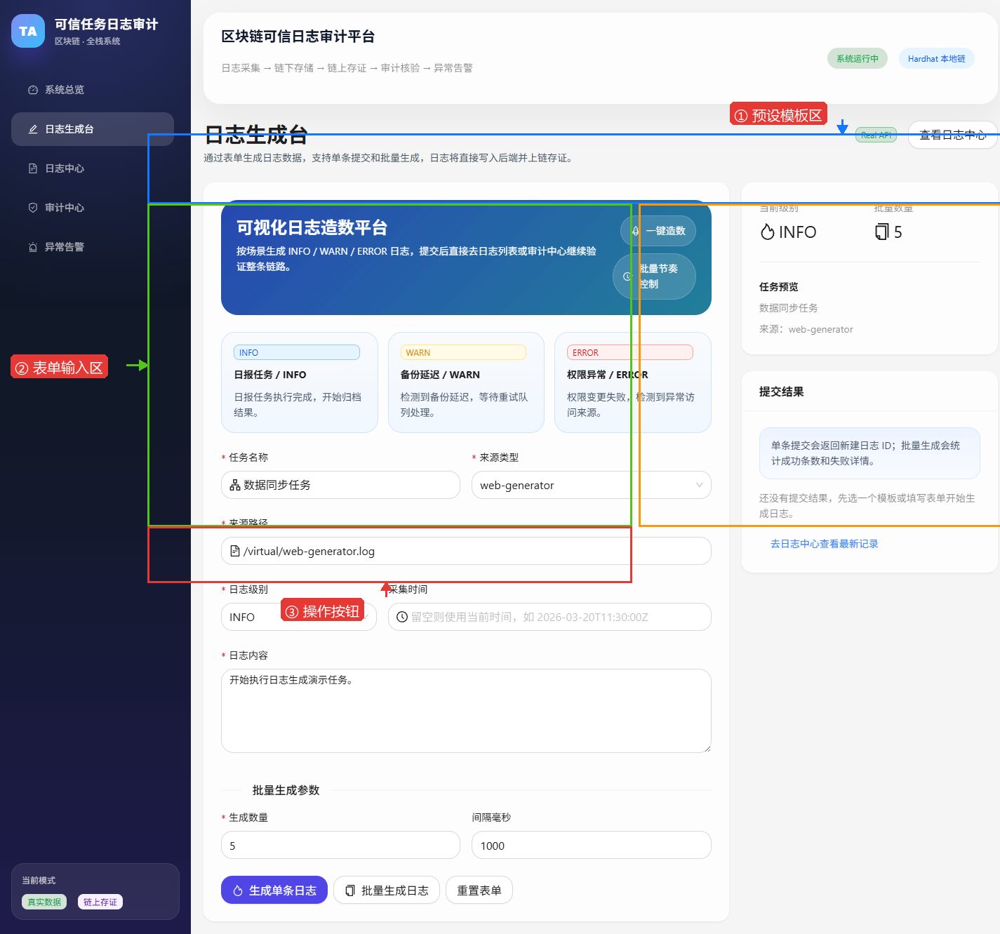 TA
可信任务日志审计
区块链 · 全栈系统
系统总览
日志生成台
日志中心
审计中心
异常告警
② 表单输入区
当前模式
真实数据
链上存证
区块链可信日志审计平台
日志采集 → 链下存储 → 链上存证 → 审计核验 → 异常告警
系统运行中
Hardhat 本地链
① 预设模板区
日志生成台
通过表单生成日志数据，支持单条提交和批量生成，日志将直接写入后端并上链存证。
Real API
查看日志中心
可视化日志造数平台
按场景生成 INFO / WARN / ERROR 日志，提交后直接去日志列表或审计中心继续验
证整条链路。
一键造数
批量节奏
控制
INFO
日报任务 / INFO
日报任务执行完成，开始归档
结果。
WARN
备份延迟 / WARN
检测到备份延迟，等待重试队
列处理。
ERROR
权限异常 / ERROR
权限变更失败，检测到异常访
问来源。
* 任务名称
数据同步任务
* 来源类型
web-generator
* 来源路径
/virtual/web-generator.log
* 日志级别
INFO
③ 操作按钮
采集时间
留空则使用当前时间，如 2026-03-20T11:30:00Z
* 日志内容
开始执行日志生成演示任务。
批量生成参数
* 生成数量
5
间隔毫秒
1000
生成单条日志
批量生成日志
重置表单
当前级别
INFO
批量数量
5
任务预览
数据同步任务
来源：web-generator
提交结果
单条提交会返回新建日志 ID；批量生成会统
计成功条数和失败详情。
还没有提交结果，先选一个模板或填写表单开始生
成日志。
去日志中心查看最新记录